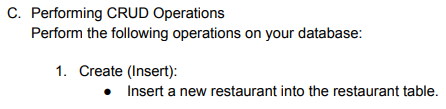 C. Performing CRUD Operations
Perform the following operations on your database:
1. Create (Insert):
● Insert a new restaurant into the restaurant table.